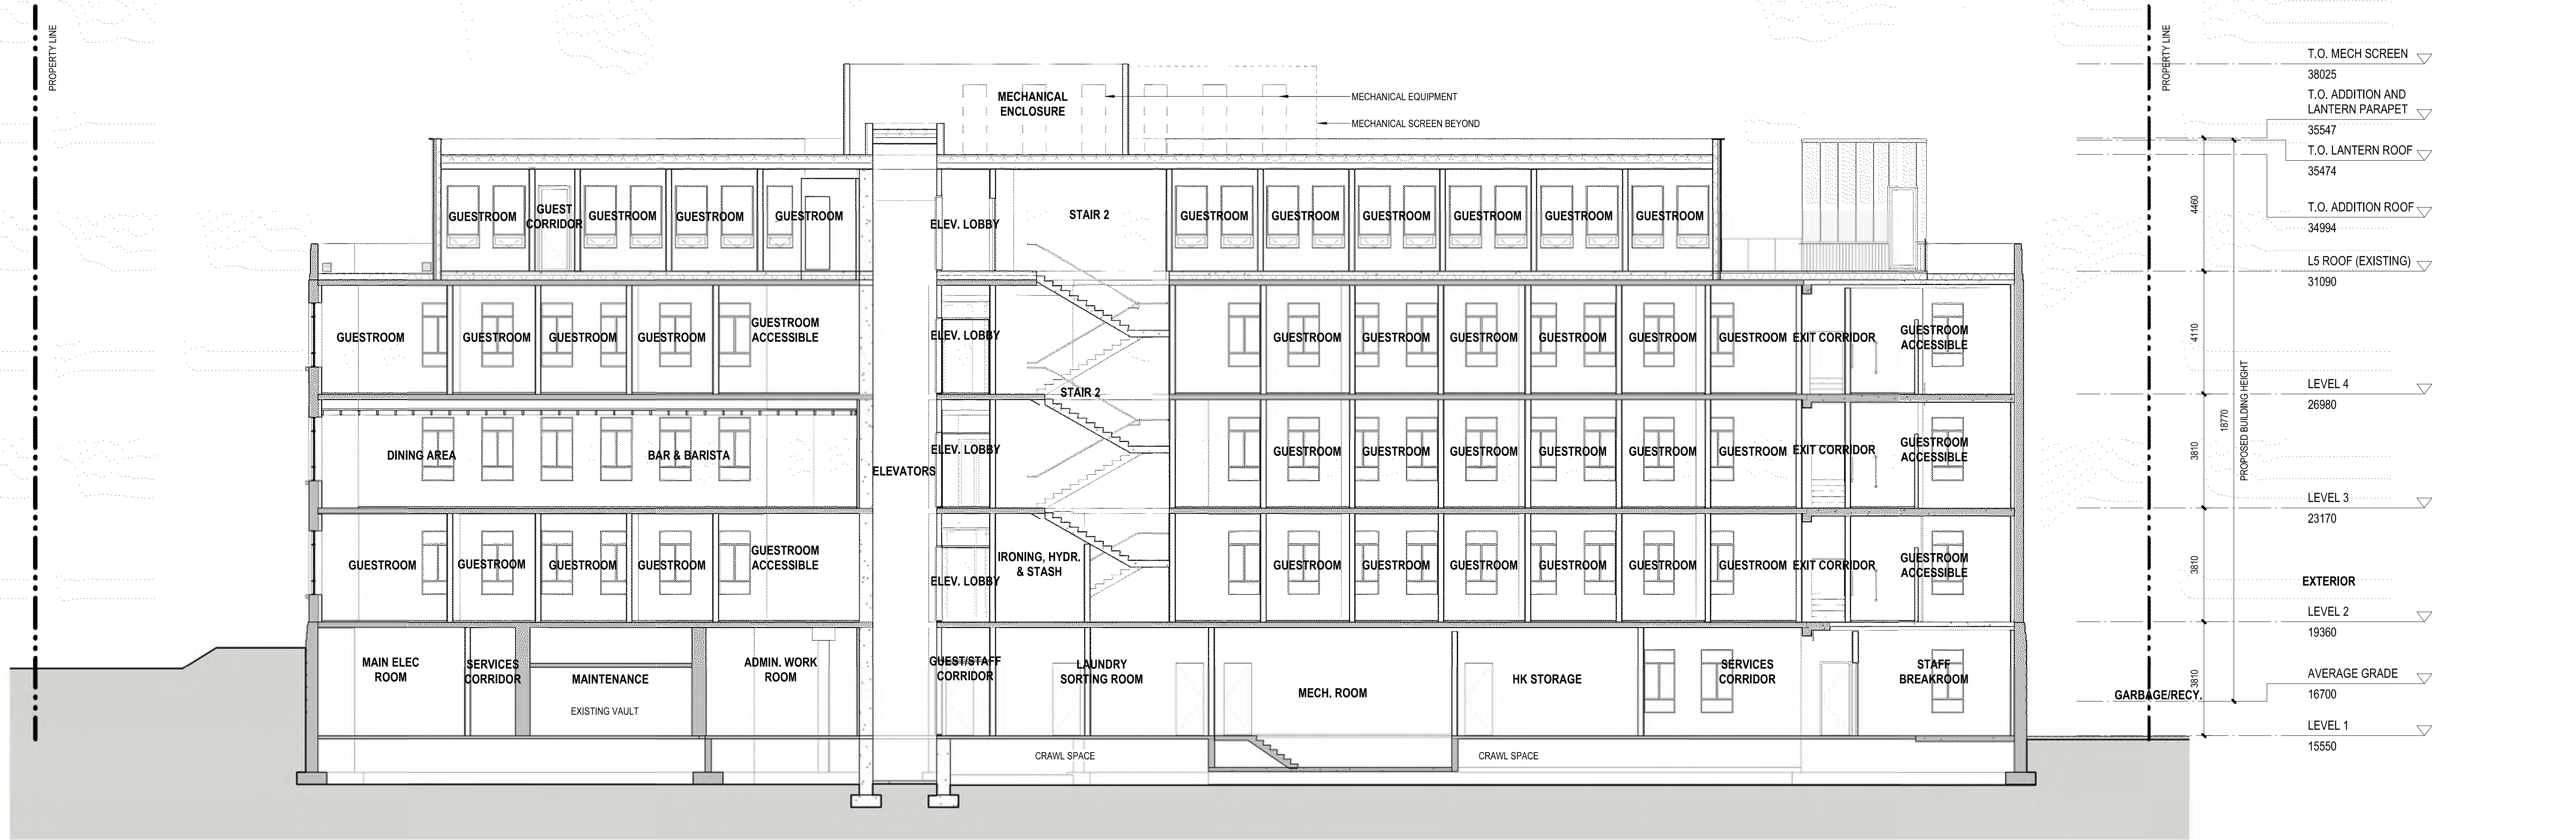 PROPERTY LINE
PROPERTY LINE
T.O. MECH SCREEN
38025
T.O. ADDITION AND
LANTERN PARAPET
35547
T.O. LANTERN ROOF
35474
T.O. ADDITION ROOF
34994
L5 ROOF (EXISTING)
31090
LEVEL 4
26980
LEVEL 3
23170
EXTERIOR
LEVEL 2
19360
AVERAGE GRADE
16700
LEVEL 1
15550
4460
4110
3810
3810
3810
18770
PROPOSED BUILDING HEIGHT
MECHANICAL
ENCLOSURE
MECHANICAL EQUIPMENT
MECHANICAL SCREEN BEYOND
GUESTROOM
GUEST
CORRIDOR
GUESTROOM
GUESTROOM
GUESTROOM
ELEV. LOBBY
STAIR 2
GUESTROOM
GUESTROOM
GUESTROOM
GUESTROOM
GUESTROOM
GUESTROOM
GUESTROOM
GUESTROOM
GUESTROOM
GUESTROOM
GUESTROOM
ACCESSIBLE
ELEV. LOBBY
GUESTROOM
GUESTROOM
GUESTROOM
GUESTROOM
GUESTROOM
GUESTROOM
EXIT CORRIDOR
GUESTROOM
ACCESSIBLE
STAIR 2
DINING AREA
BAR & BARISTA
ELEVATORS
ELEV. LOBBY
GUESTROOM
GUESTROOM
GUESTROOM
GUESTROOM
GUESTROOM
GUESTROOM
EXIT CORRIDOR
GUESTROOM
ACCESSIBLE
GUESTROOM
GUESTROOM
GUESTROOM
GUESTROOM
GUESTROOM
ACCESSIBLE
ELEV. LOBBY
IRONING, HYDR.
& STASH
GUESTROOM
GUESTROOM
GUESTROOM
GUESTROOM
GUESTROOM
GUESTROOM
EXIT CORRIDOR
GUESTROOM
ACCESSIBLE
MAIN ELEC
ROOM
SERVICES
CORRIDOR
MAINTENANCE
EXISTING VAULT
ADMIN. WORK
ROOM
GUEST/STAFF
CORRIDOR
LAUNDRY
SORTING ROOM
MECH. ROOM
HK STORAGE
SERVICES
CORRIDOR
STAFF
BREAKROOM
GARBAGE/RECY.
CRAWL SPACE
CRAWL SPACE